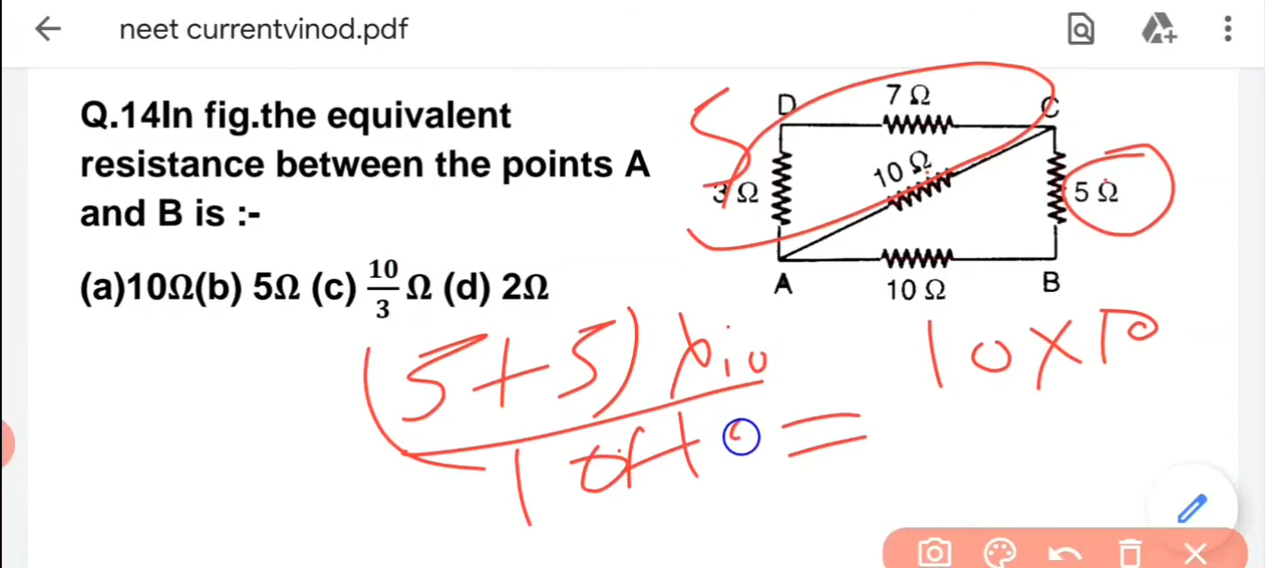 neet currentvinod.pdf
Q.14In fig.the equivalent
resistance between the points A
and B is :-
(a)10Ω(b) 5Ω (c) 10/3 Ω (d) 2Ω
D
7 Ω
C
5
3 Ω
10 Ω
5 Ω
A
10 Ω
B
(5+5) x 10
10+10 =
10 x 10